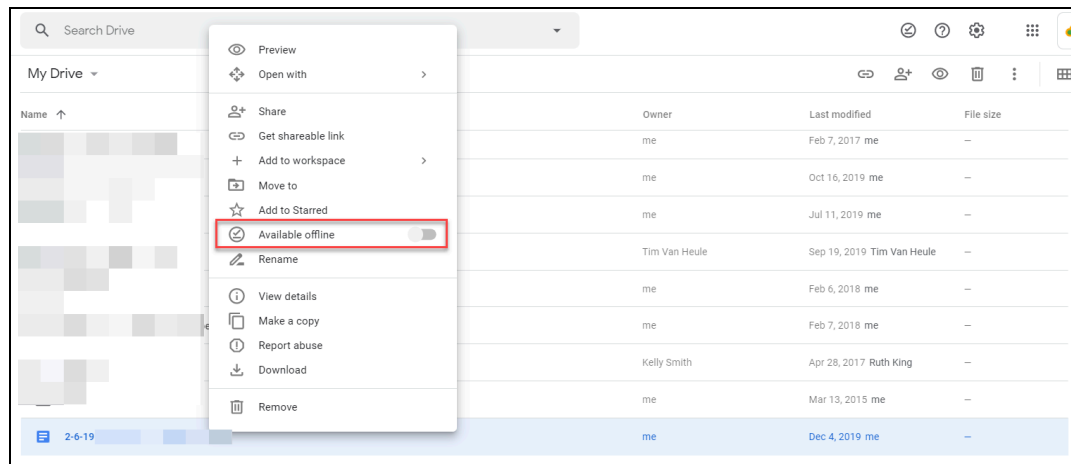 Search Drive
Preview
My Drive
Open with
Name
Owner
Last modified
File size
Share
me
Feb 7, 2017 me
–
Get shareable link
Add to workspace
me
Oct 16, 2019 me
–
Move to
Add to Starred
me
Jul 11, 2019 me
–
Available offline
Tim Van Heule
Sep 19, 2019 Tim Van Heule
–
Rename
View details
me
Feb 6, 2018 me
–
Make a copy
me
Feb 7, 2018 me
–
Report abuse
Download
Kelly Smith
Apr 28, 2017 Ruth King
–
Remove
me
Mar 13, 2015 me
–
2-6-19
me
Dec 4, 2019 me
–